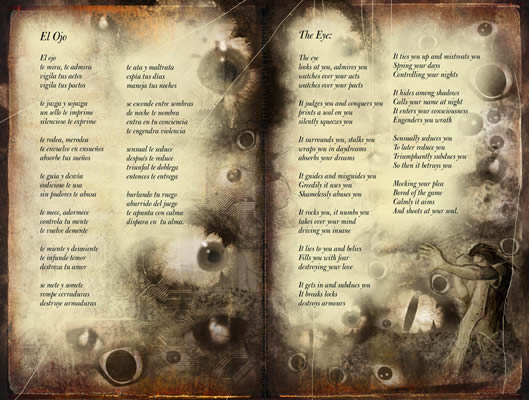 El Ojo
El ojo
te mira, te admira
vigila tus actos
vigila tus pactos
te juzga y sojuzga
un sello te imprime
silencioso te exprime
te rodea, merodea
te envuelve en ensueños
absorbe tus sueños
te guia y desvia
codicioso te usa
sin pudores te abusa
te mece, adormece
controla tu mente
te vuelve demente
te miente y desmiente
te infunde temor
destroza tu amor
se mete y somete
rompe cerraduras
destruye armaduras
te ata y maltrata
espia tus dias
maneja tus noches
se esconde entre sombras
de noche te nombra
entra en tu conciencia
te engendra violencia
sensual te seduce
después te reduce
triunfal te doblega
entonces te entrega
burlando tu ruego
aburrido del juego
te apunta con calma
dispara en tu alma.
The Eye:
The eye
looks at you, admires you
watches over your acts
watches over your pacts
It judges you and conquers you
prints a seal on you
silently squeezes you
It surrounds you, stalks you
wraps you in daydreams
absorbs your dreams
It guides and misguides you
Greedily it uses you
Shamelessly abuses you
It rocks you, it numbs you
takes over your mind
driving you insane
It lies to you and belies
Fills you with fear
destroying your love
It gets in and subdues you
It breaks locks
destroys armours
It ties you up and mistreats you
Spying your days
Controlling your nights
It hides among shadows
Calls your name at night
It enters your consciousness
Engenders you wrath
Sensually seduces you
To later reduce you
Triumphantly subdues you
So then it betrays you
Mocking your plea
Bored of the game
Calmly it aims
And shoots at your soul.